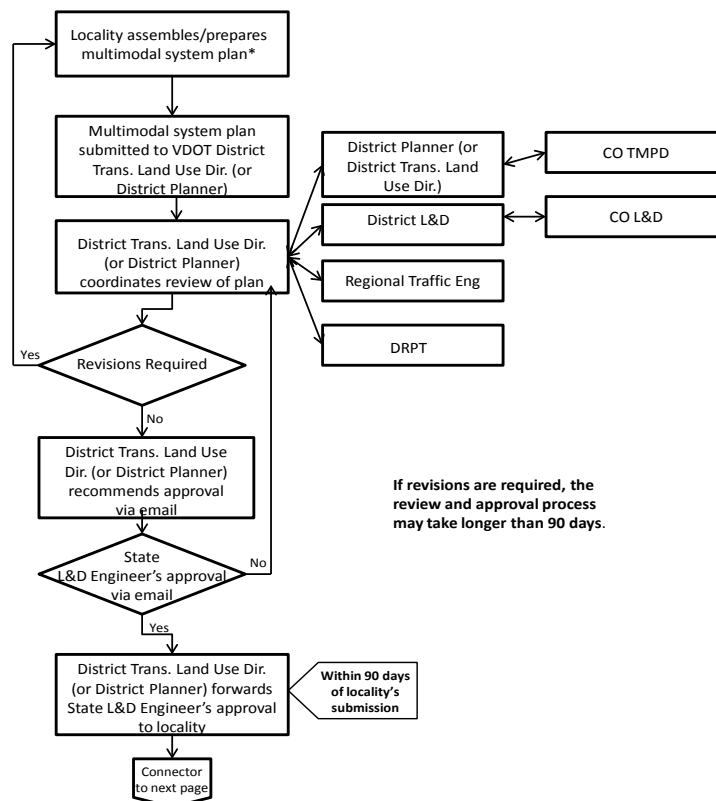 Locality assembles/prepares
multimodal system plan*
Multimodal system plan
submitted to VDOT District
Trans. Land Use Dir. (or
District Planner)
District Planner (or
District Trans. Land
Use Dir.)
CO TMPD
District L&D
CO L&D
District Trans. Land Use Dir.
(or District Planner)
coordinates review of plan
Regional Traffic Eng
DRPT
Yes
Revisions Required
No
District Trans. Land Use
Dir. (or District Planner)
recommends approval
via email
If revisions are required, the
review and approval process
may take longer than 90 days.
State
L&D Engineer's approval
via email
No
Yes
District Trans. Land Use Dir.
(or District Planner) forwards
State L&D Engineer's approval
to locality
Within 90 days
of locality's
submission
Connector
to next page